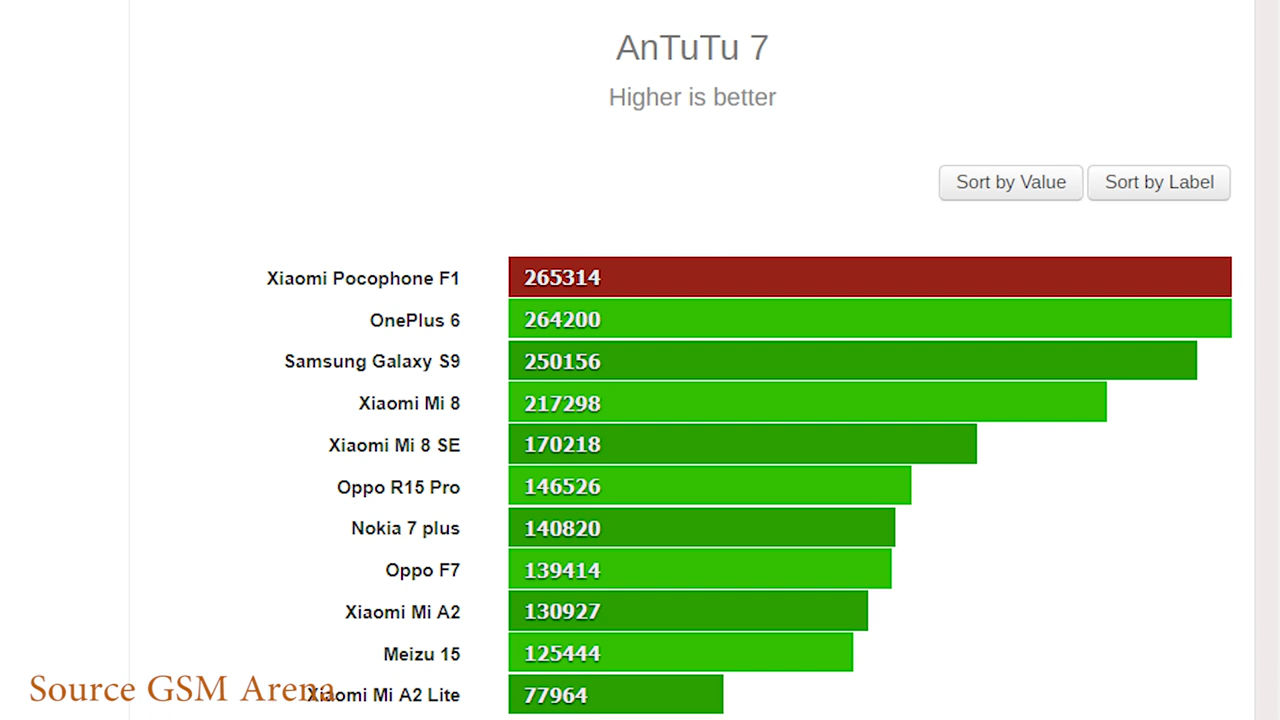 AnTuTu 7
Higher is better
Sort by Value Sort by Label
Xiaomi Pocophone F1 265314
OnePlus 6 264200
Samsung Galaxy S9 250156
Xiaomi Mi 8 217298
Xiaomi Mi 8 SE 170218
Oppo R15 Pro 146526
Nokia 7 plus 140820
Oppo F7 139414
Xiaomi Mi A2 130927
Meizu 15 125444
Source GSM Arena
Xiaomi Mi A2 Lite 77964